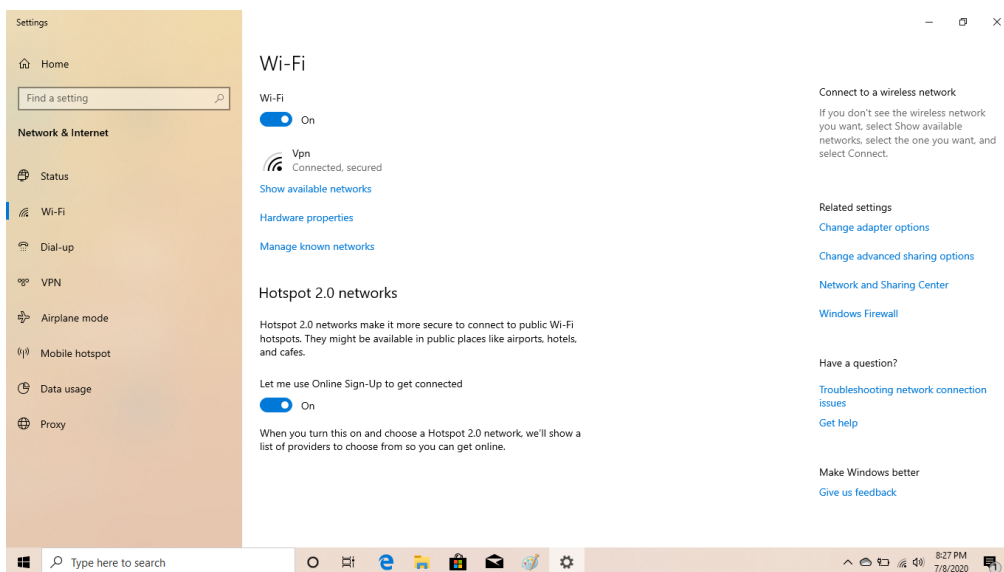 Settings
Home
Find a setting
Network & Internet
Status
Wi-Fi
Dial-up
VPN
Airplane mode
Mobile hotspot
Data usage
Proxy
Wi-Fi
Wi-Fi
On
Vpn
Connected, secured
Show available networks
Hardware properties
Manage known networks
Hotspot 2.0 networks
Hotspot 2.0 networks make it more secure to connect to public Wi-Fi
hotspots. They might be available in public places like airports, hotels,
and cafes.
Let me use Online Sign-Up to get connected
On
When you turn this on and choose a Hotspot 2.0 network, we'll show a
list of providers to choose from so you can get online.
Connect to a wireless network
If you don't see the wireless network
you want, select Show available
networks, select the one you want, and
select Connect.
Related settings
Change adapter options
Change advanced sharing options
Network and Sharing Center
Windows Firewall
Have a question?
Troubleshooting network connection
issues
Get help
Make Windows better
Give us feedback
Type here to search
8:27 PM
7/8/2020
1